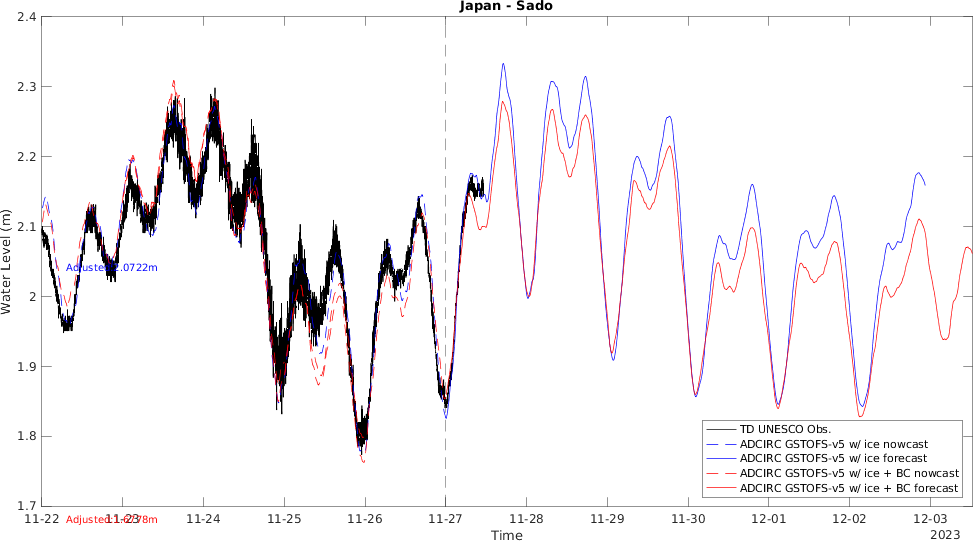 Japan - Sado
2.4
2.3
2.2
2.1
2
1.9
1.8
1.7
Water Level (m)
Adjusted 2.0722m
TD UNESCO Obs.
ADCIRC GSTOFS-v5 w/ ice nowcast
ADCIRC GSTOFS-v5 w/ ice forecast
ADCIRC GSTOFS-v5 w/ ice + BC nowcast
ADCIRC GSTOFS-v5 w/ ice + BC forecast
11-22 11-23 11-24 11-25 11-26 11-27 11-28 11-29 11-30 12-01 12-02 12-03
Adjusted
Time
2023